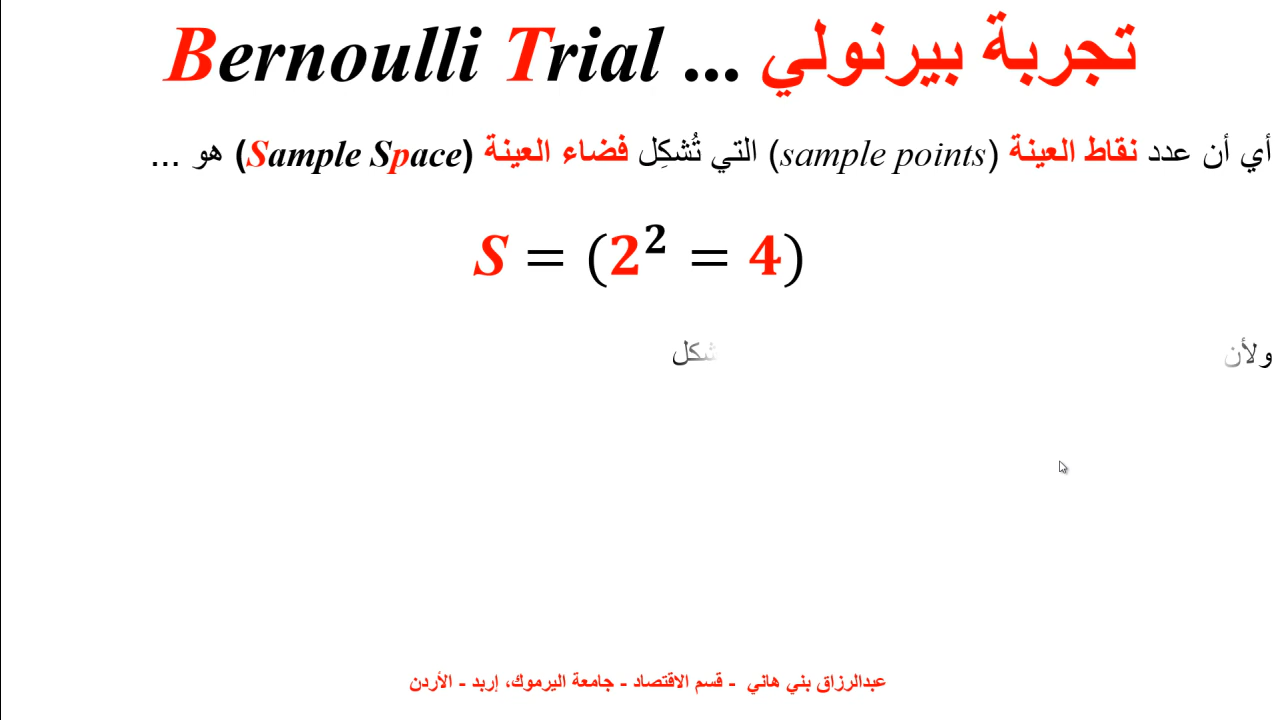 تجربة بيرنولي ... Bernoulli Trial
أي أن عدد نقاط العينة (sample points) التي تُشكِل فضاء العينة (Sample Space) هو ...
S = (2² = 4)
ولأن شكل
عبدالرزاق بني هاني - قسم الاقتصاد - جامعة اليرموك، إربد - الأردن